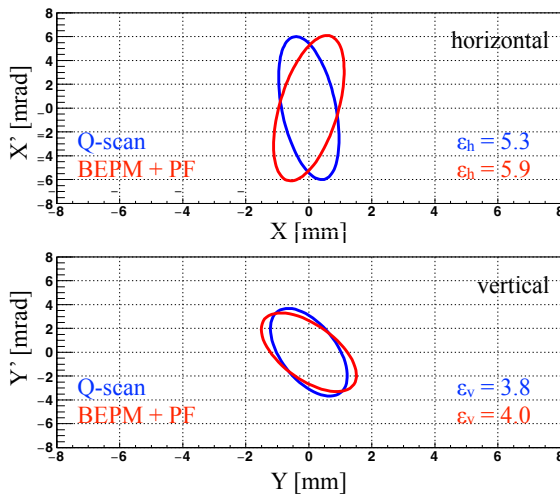 8
6 horizontal
4
2
−0
−2
Q-scan εh = 5.3
−4
BEPM + PF εh = 5.9
−6
−8
X' [mrad]
−8 −6 −4 −2 0 2 4 6 8
X [mm]
8
6 vertical
4
2
0
−2
Q-scan εv = 3.8
−4
BEPM + PF εv = 4.0
−6
−8
Y' [mrad]
−8 −6 −4 −2 0 2 4 6 8
Y [mm]